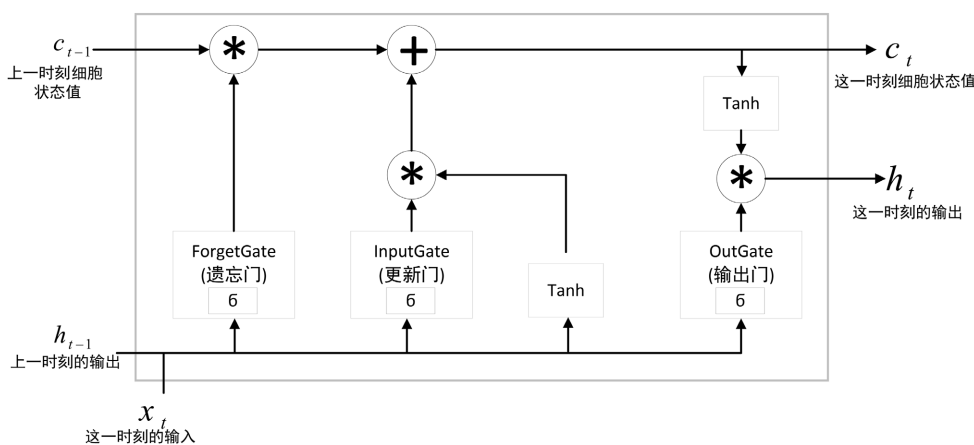 c t-1
上一时刻细胞
状态值
*
+
c t
这一时刻细胞状态值
Tanh
*
*
h t
这一时刻的输出
ForgetGate
(遗忘门)
б
InputGate
(更新门)
б
Tanh
OutGate
(输出门)
б
h t-1
上一时刻的输出
x t
这一时刻的输入